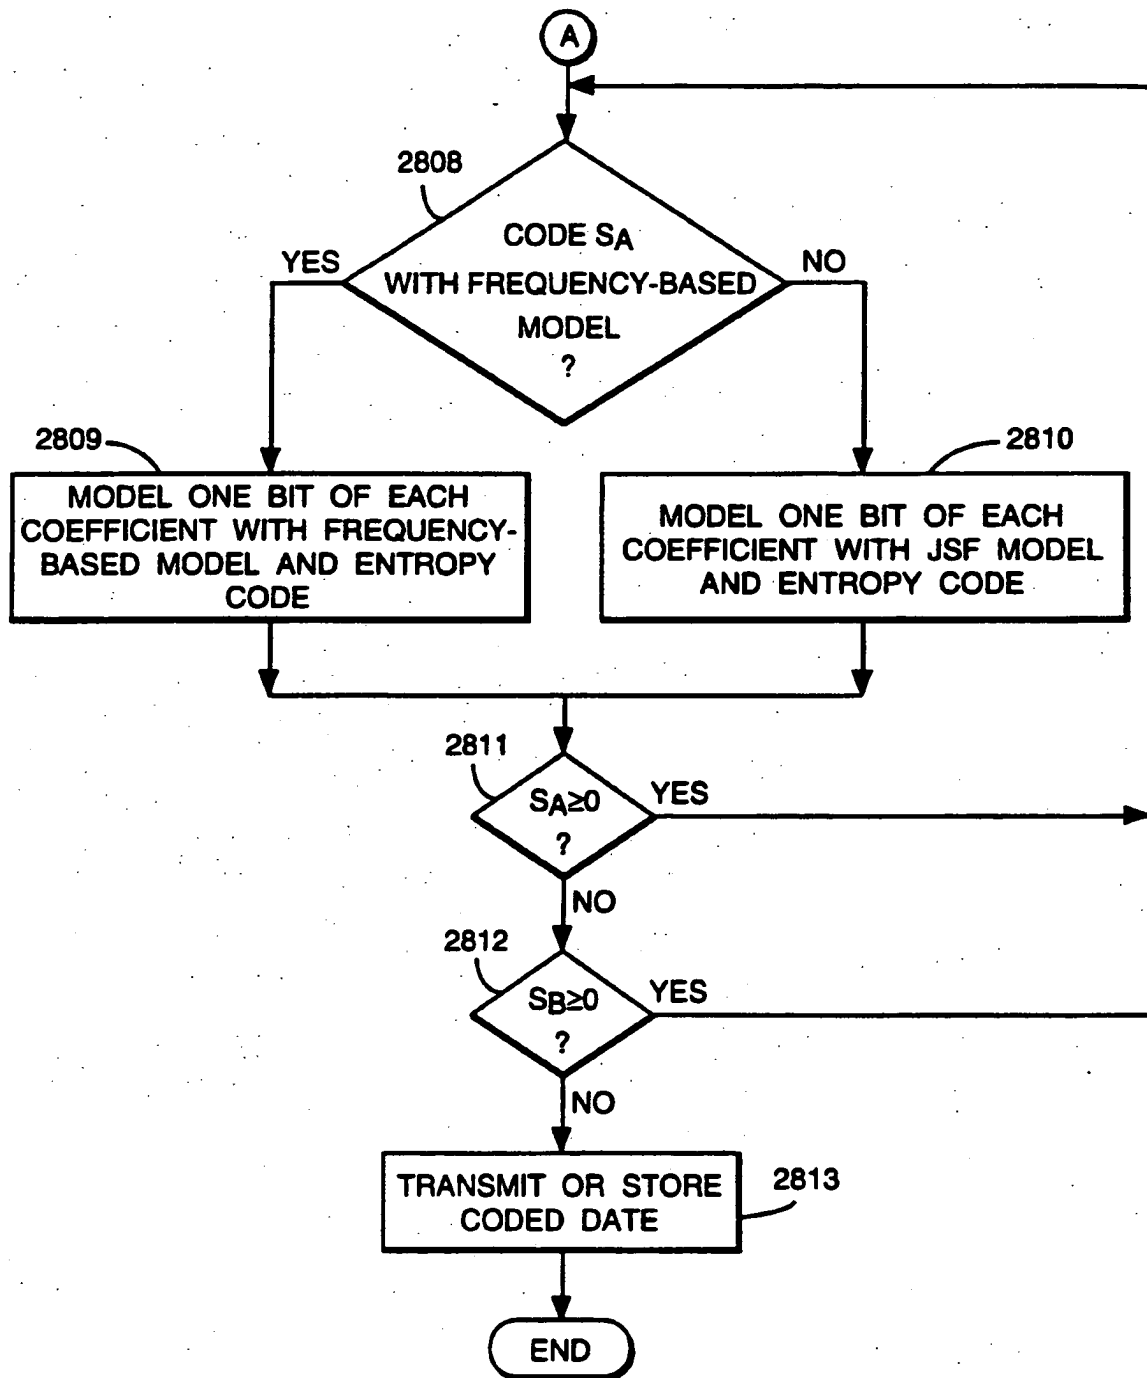 A
2808
CODE SA
YES
NO
WITH FREQUENCY-BASED
MODEL
?
2809
2810
MODEL ONE BIT OF EACH
COEFFICIENT WITH FREQUENCY-
BASED MODEL AND ENTROPY
CODE
MODEL ONE BIT OF EACH
COEFFICIENT WITH JSF MODEL
AND ENTROPY CODE
2811
SA≥0
?
YES
NO
2812
SB≥0
?
YES
NO
TRANSMIT OR STORE
CODED DATE
2813
END